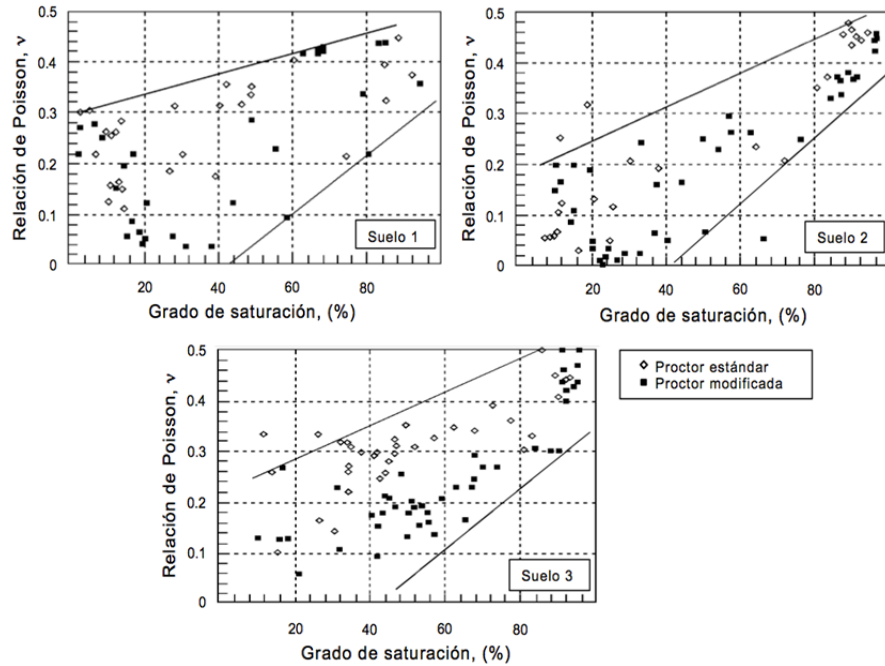 Relación de Poisson, ν
0.5
0.4
0.3
0.2
0.1
0
20
40
60
80
Suelo 1
Grado de saturación, (%)
Relación de Poisson, ν
0.5
0.4
0.3
0.2
0.1
0
20
40
60
80
Suelo 2
Grado de saturación, (%)
Relación de Poisson, ν
0.5
0.4
0.3
0.2
0.1
0
20
40
60
80
Suelo 3
Grado de saturación, (%)
Proctor estándar
Proctor modificada